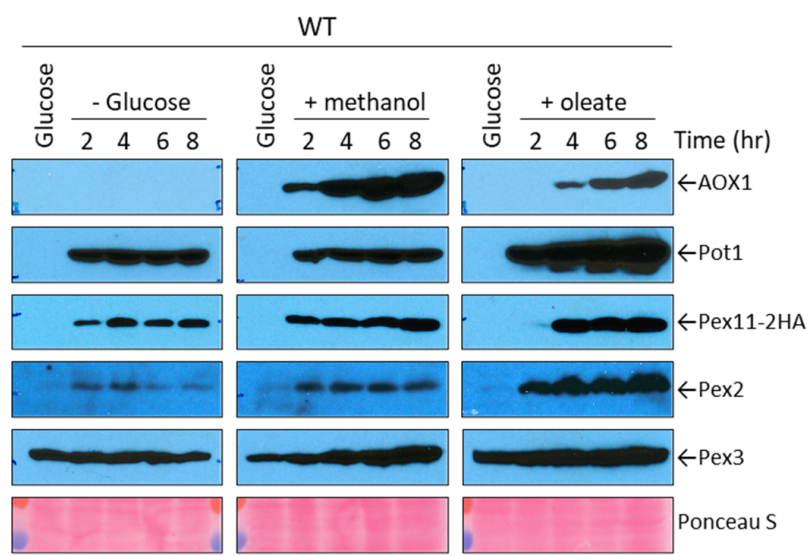 WT
Glucose - Glucose Glucose + methanol Glucose + oleate
2 4 6 8 2 4 6 8 2 4 6 8 Time (hr)
←AOX1
←Pot1
←Pex11-2HA
←Pex2
←Pex3
Ponceau S